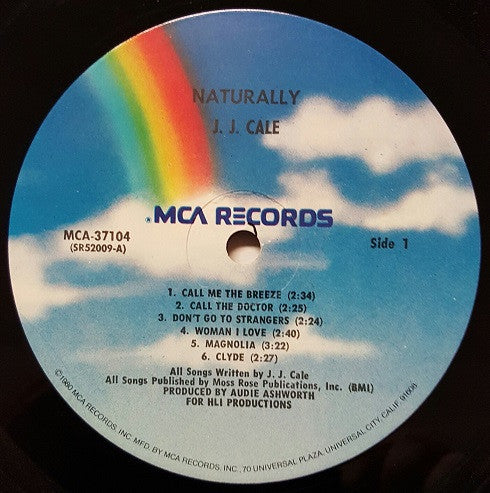 NATURALLY
J. J. CALE
MCA RECORDS
MCA-37104
(SR52009-A)
Side 1
1. CALL ME THE BREEZE (2:34)
2. CALL THE DOCTOR (2:25)
3. DON'T GO TO STRANGERS (2:24)
4. WOMAN I LOVE (2:40)
5. MAGNOLIA (3:22)
6. CLYDE (2:27)
All Songs Written by J. J. Cale
All Songs Published by Moss Rose Publications, Inc. (BMI)
PRODUCED BY AUDIE ASHWORTH
FOR HLI PRODUCTIONS
©1980 MCA RECORDS, INC. MFD. BY MCA RECORDS, INC., 70 UNIVERSAL CITY PLAZA, UNIVERSAL CITY, CALIF. 91608